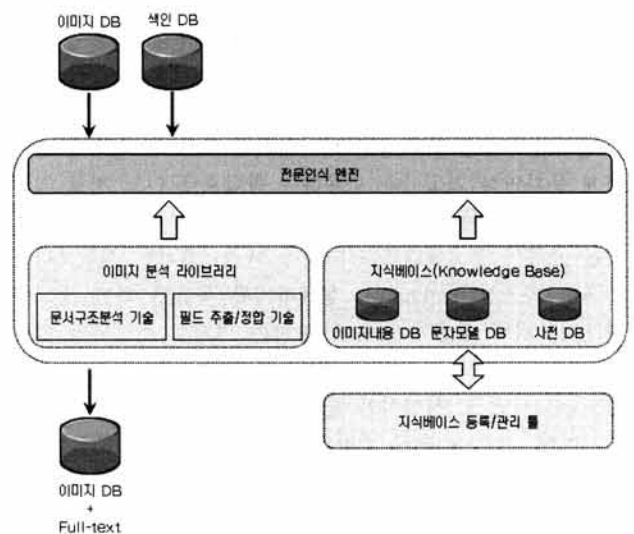 이미지 DB
색인 DB
전문인식 엔진
이미지 분석 라이브러리
문서구조분석 기술
필드 추출/정합 기술
지식베이스(Knowledge Base)
이미지내용 DB
문자모델 DB
사전 DB
지식베이스 등록/관리 툴
이미지 DB
+
Full-text